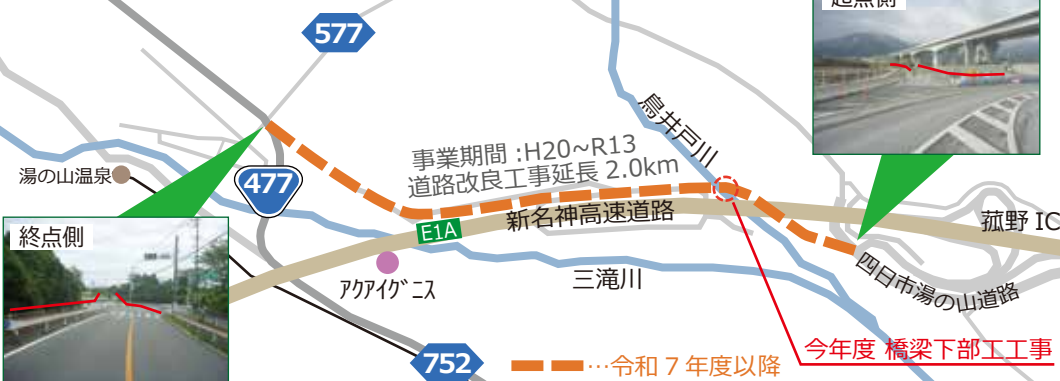 起点側
577
鳥井戸川
事業期間 :H20~R13
道路改良工事延長 2.0km
湯の山温泉
477
新名神高速道路
E1A
菰野 IC
終点側
アクアイグニス
三滝川
四日市湯の山道路
今年度 橋梁下部工工事
752
…令和 7 年度以降